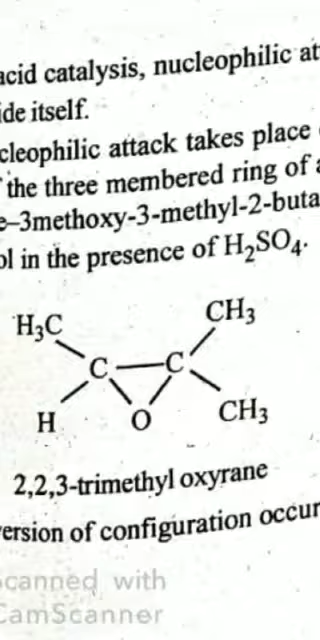 acid catalysis, nucleophilic at
ide itself.
cleophilic attack takes place
the three membered ring of a
e–3methoxy-3-methyl-2-buta
ol in the presence of H₂SO₄.
H₃C CH₃
C — C
H O CH₃
2,2,3-trimethyl oxyrane
ersion of configuration occur
canned with
CamScanner